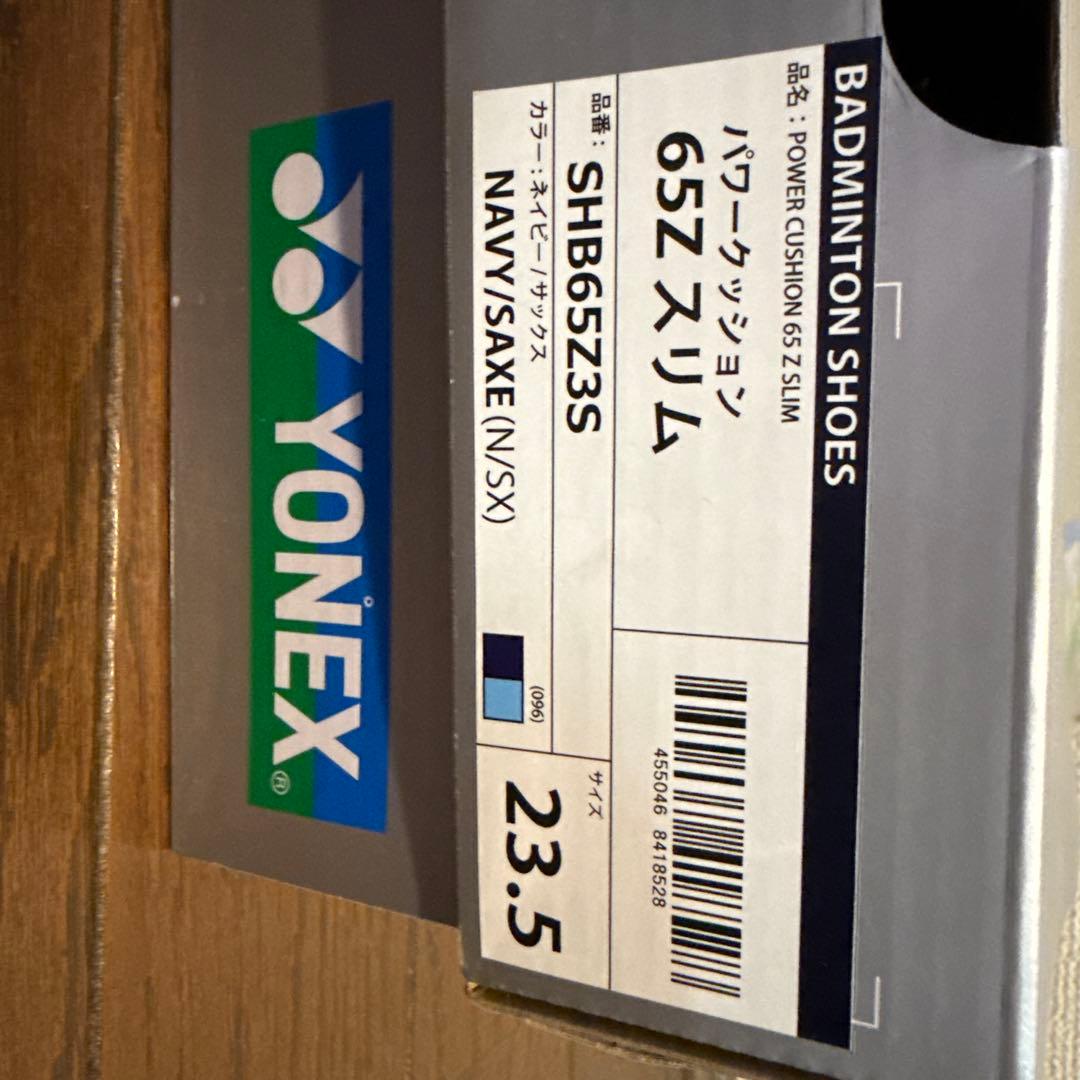 BADMINTON SHOES
品名：POWER CUSHION 65 Z SLIM
パワークッション
65Z スリム
455046 8418528
品番：SHB65Z3S
カラー：ネイビー/サックス
NAVY/SAXE (N/SX)
(096)
サイズ
23.5
YONEX®